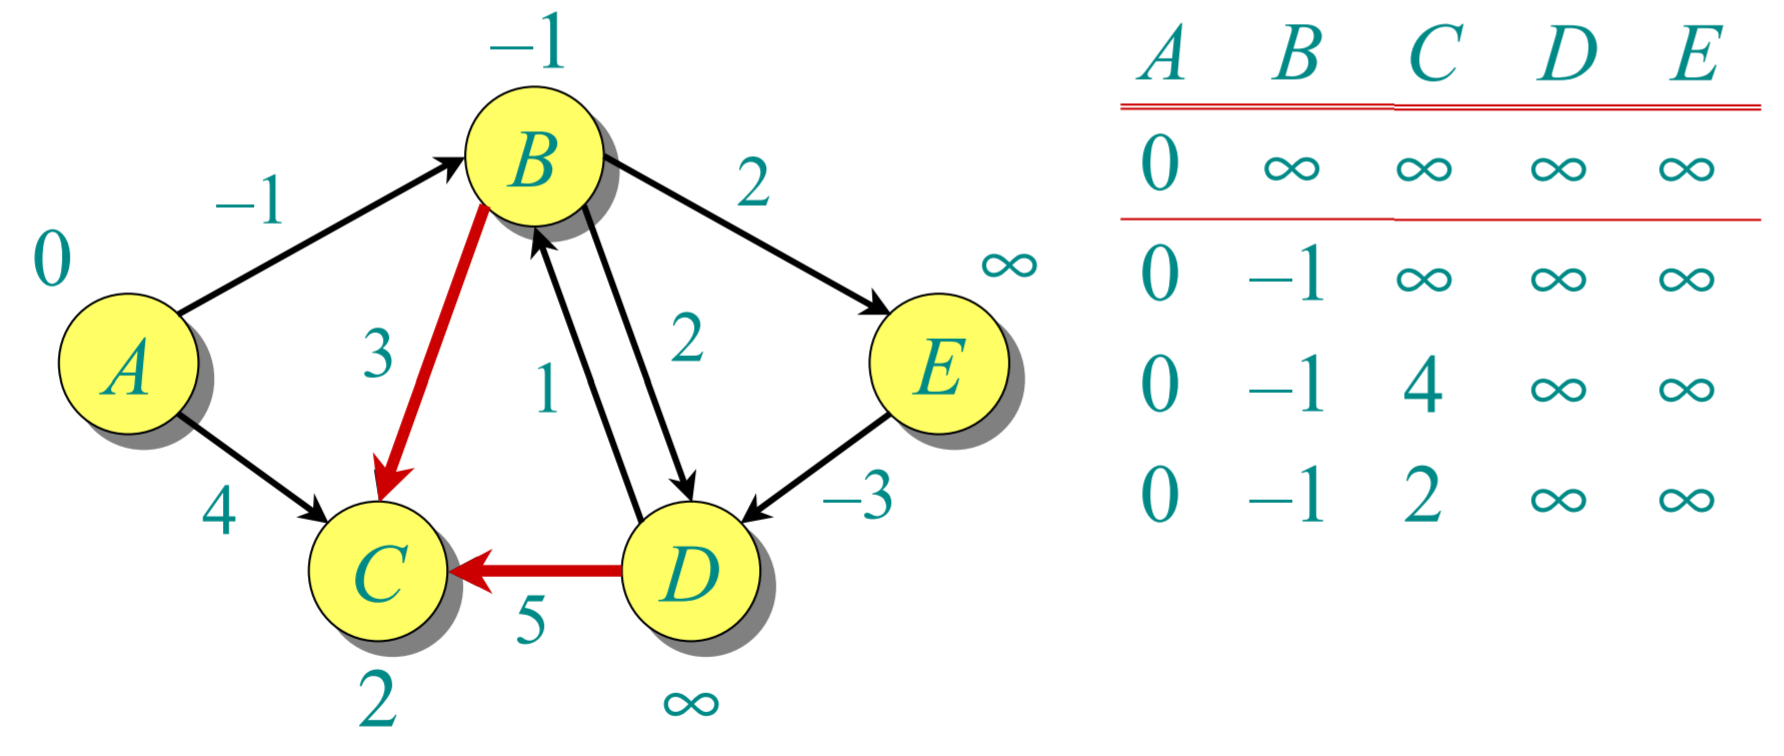 −1
B
−1
2
0
∞
A
3
2
1
E
4
−3
C
D
5
2
∞
A B C D E
0 ∞ ∞ ∞ ∞
0 −1 ∞ ∞ ∞
0 −1 4 ∞ ∞
0 −1 2 ∞ ∞